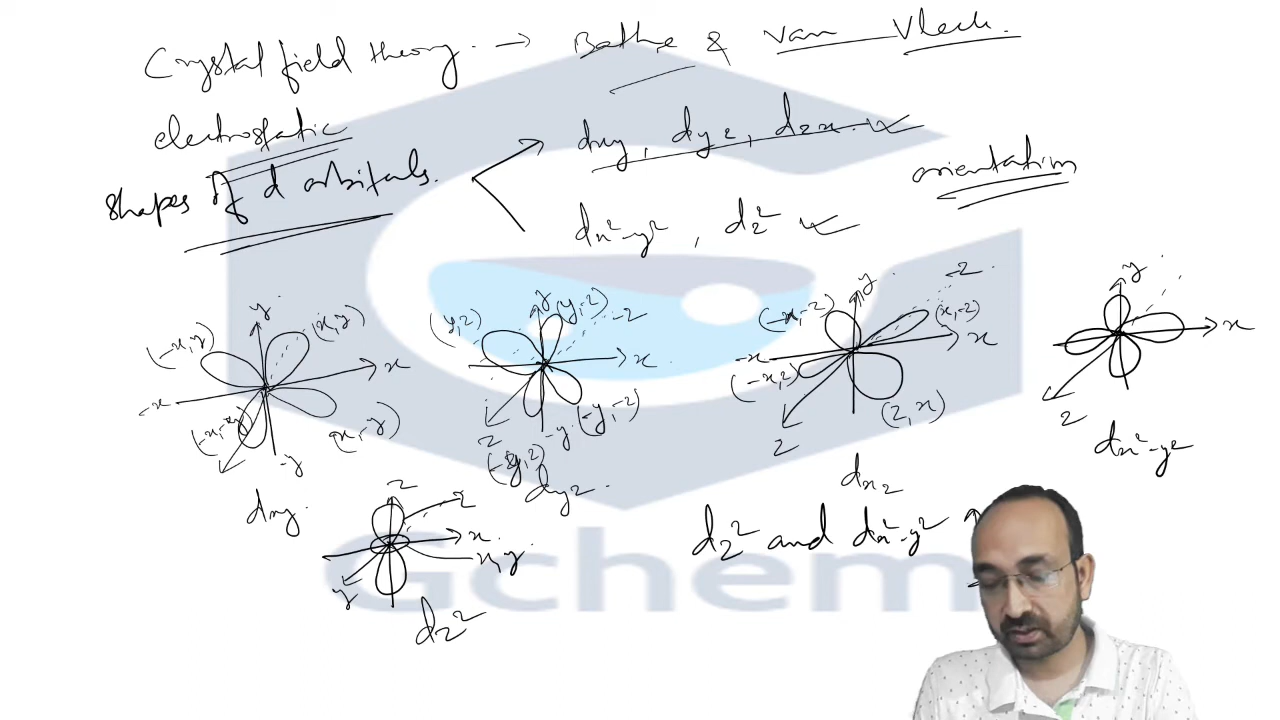 Crystal field theory. → Bethe & Van Vleck.
electrostatic
shapes of d orbitals.
dxy, dyz, dzx.
dx²-y², dz²
orientation
y
(-x,y) (x,y)
x
-x
(x,-y)
-y
dxy.
(y,z) y (y,-z)
-z
x
z
-y (-y,-z)
(-y,z)
dyz.
y
-z
(-x,-z) (x,-z)
-x x
(-x,z)
(z,x)
z
dxz
y
x
z
dx²-y²
z
x
x,y.
y
dz²
dz² and dx²-y²
Gchem